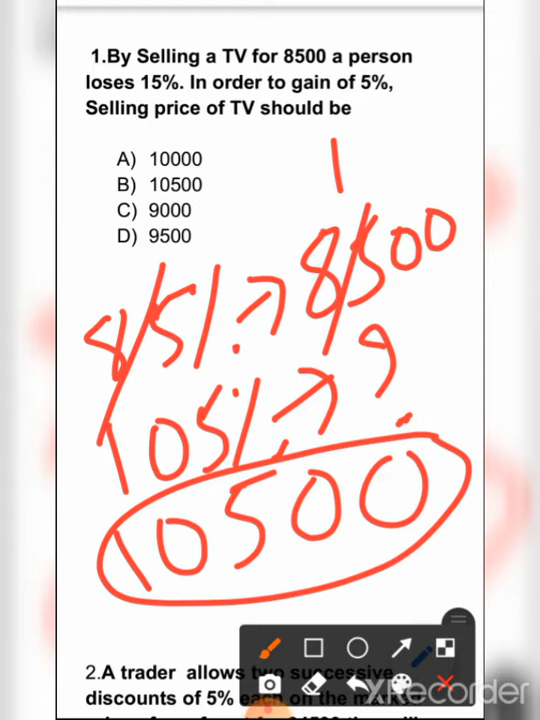 1.By Selling a TV for 8500 a person
loses 15%. In order to gain of 5%,
Selling price of TV should be
A) 10000
B) 10500
C) 9000
D) 9500
1
85% → 8500
105% → ?
10500
2.A trader allows two successive
discounts of 5% each on the
XRecorder